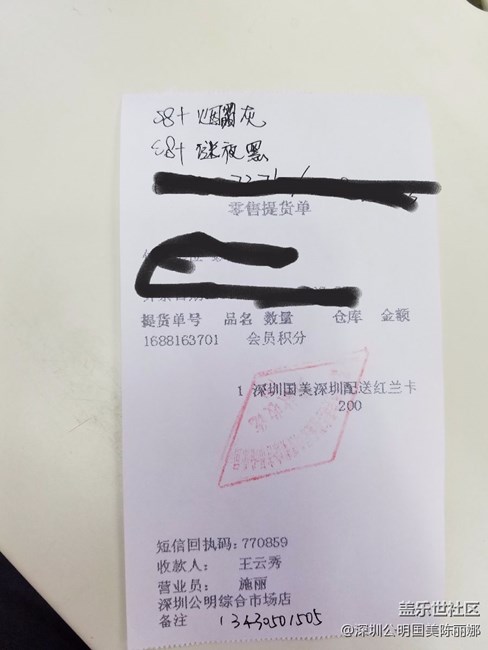 S8+ 烟晶灰
S8+ 谜夜黑
零售提货单
提货单号 品名 数量 仓库 金额
1688163701 会员积分
1 深圳国美深圳配送红兰卡
200
短信回执码:770859
收款人: 王云秀
营业员: 施丽
深圳公明综合市场店
备注 13430501505
盖乐世社区
@深圳公明国美陈丽娜